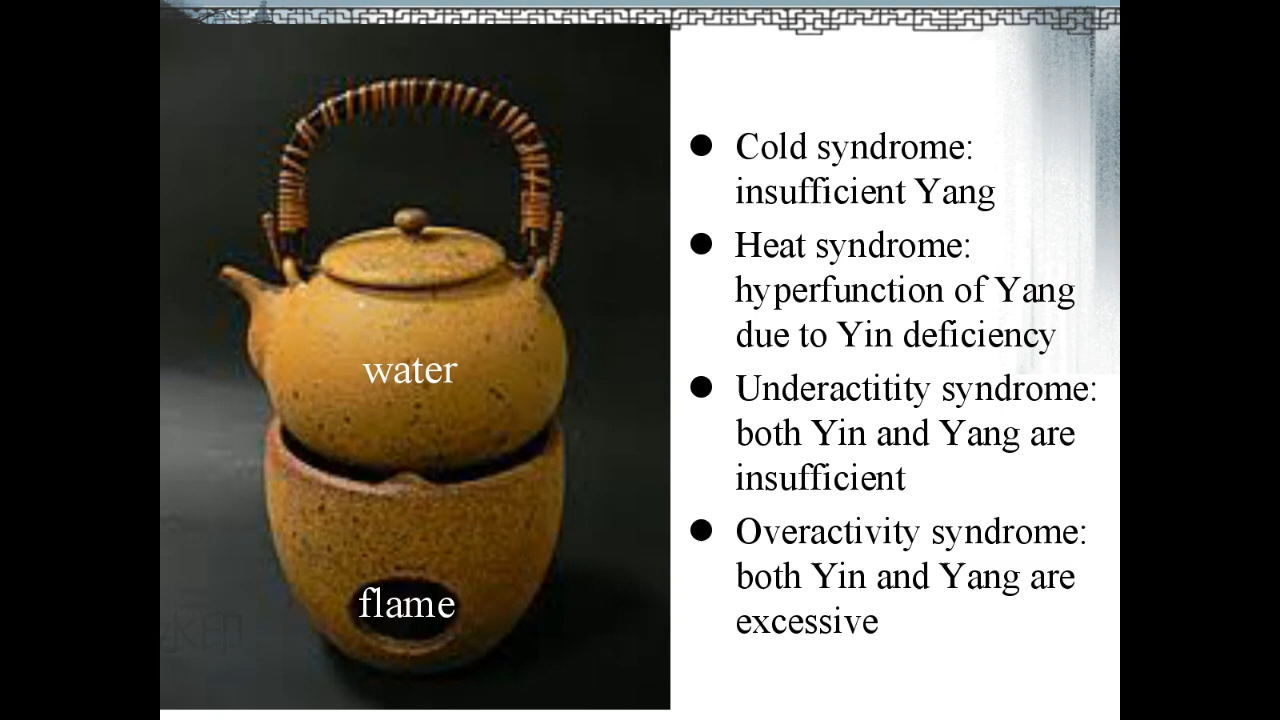 water
flame
Cold syndrome:
insufficient Yang
Heat syndrome:
hyperfunction of Yang
due to Yin deficiency
Underactitity syndrome:
both Yin and Yang are
insufficient
Overactivity syndrome:
both Yin and Yang are
excessive